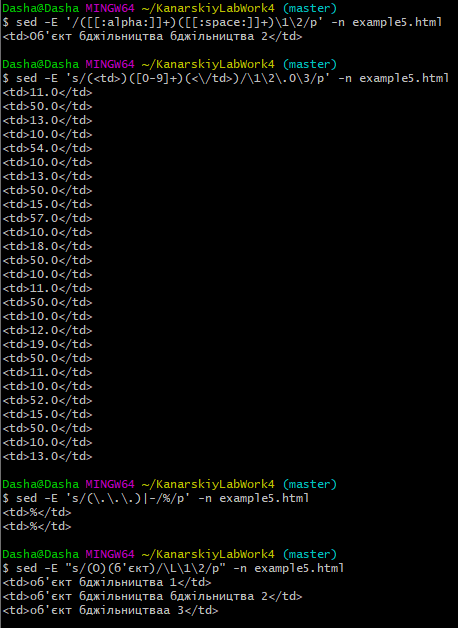 Dasha@Dasha MINGW64 ~/KanarskiyLabWork4 (master)
$ sed -E '/([[:alpha:]]+)([[:space:]]+)\1\2/p' -n example5.html
<td>Об'єкт бджільництва бджільництва 2</td>
Dasha@Dasha MINGW64 ~/KanarskiyLabWork4 (master)
$ sed -E 's/(<td>)([0-9]+)(<\/td>)/\1\2\.0\3/p' -n example5.html
<td>11.0</td>
<td>50.0</td>
<td>13.0</td>
<td>10.0</td>
<td>54.0</td>
<td>10.0</td>
<td>13.0</td>
<td>50.0</td>
<td>15.0</td>
<td>57.0</td>
<td>10.0</td>
<td>18.0</td>
<td>50.0</td>
<td>10.0</td>
<td>11.0</td>
<td>50.0</td>
<td>10.0</td>
<td>12.0</td>
<td>19.0</td>
<td>50.0</td>
<td>11.0</td>
<td>10.0</td>
<td>52.0</td>
<td>15.0</td>
<td>50.0</td>
<td>10.0</td>
<td>13.0</td>
Dasha@Dasha MINGW64 ~/KanarskiyLabWork4 (master)
$ sed -E 's/(\.\.\.)|-/%/p' -n example5.html
<td>%</td>
<td>%</td>
Dasha@Dasha MINGW64 ~/KanarskiyLabWork4 (master)
$ sed -E "s/(О)(б'єкт)/\L\1\2/p" -n example5.html
<td>об'єкт бджільництва 1</td>
<td>об'єкт бджільництва бджільництва 2</td>
<td>об'єкт бджільництваа 3</td>